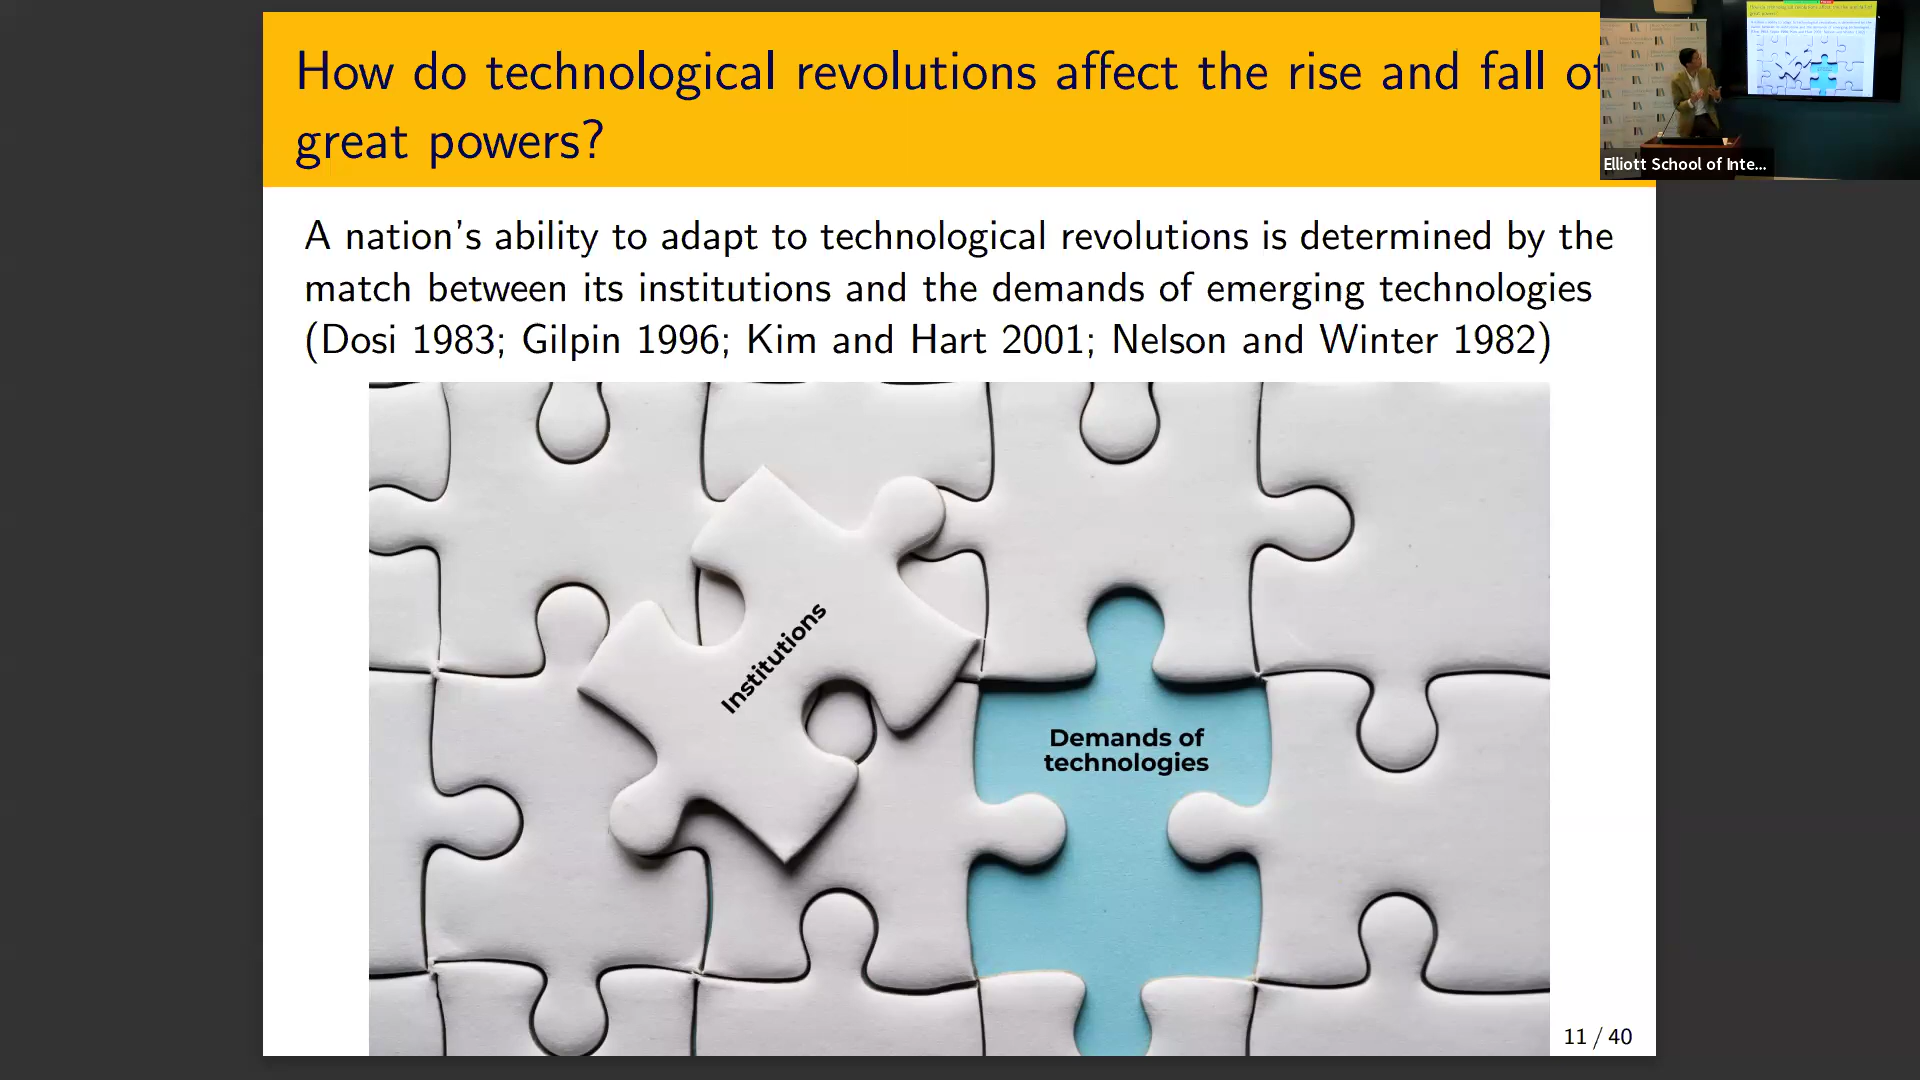 How do technological revolutions affect the rise and fall of
great powers?
Elliott School of Inte...
A nation's ability to adapt to technological revolutions is determined by the
match between its institutions and the demands of emerging technologies
(Dosi 1983; Gilpin 1996; Kim and Hart 2001; Nelson and Winter 1982)
Institutions
Demands of
technologies
11 / 40